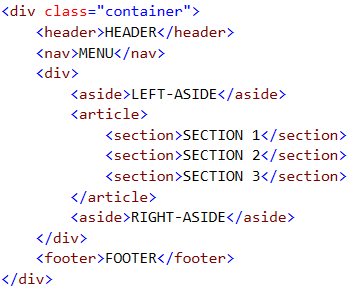 <div class="container">
    <header>HEADER</header>
    <nav>MENU</nav>
    <div>
        <aside>LEFT-ASIDE</aside>
        <article>
            <section>SECTION 1</section>
            <section>SECTION 2</section>
            <section>SECTION 3</section>
        </article>
        <aside>RIGHT-ASIDE</aside>
    </div>
    <footer>FOOTER</footer>
</div>